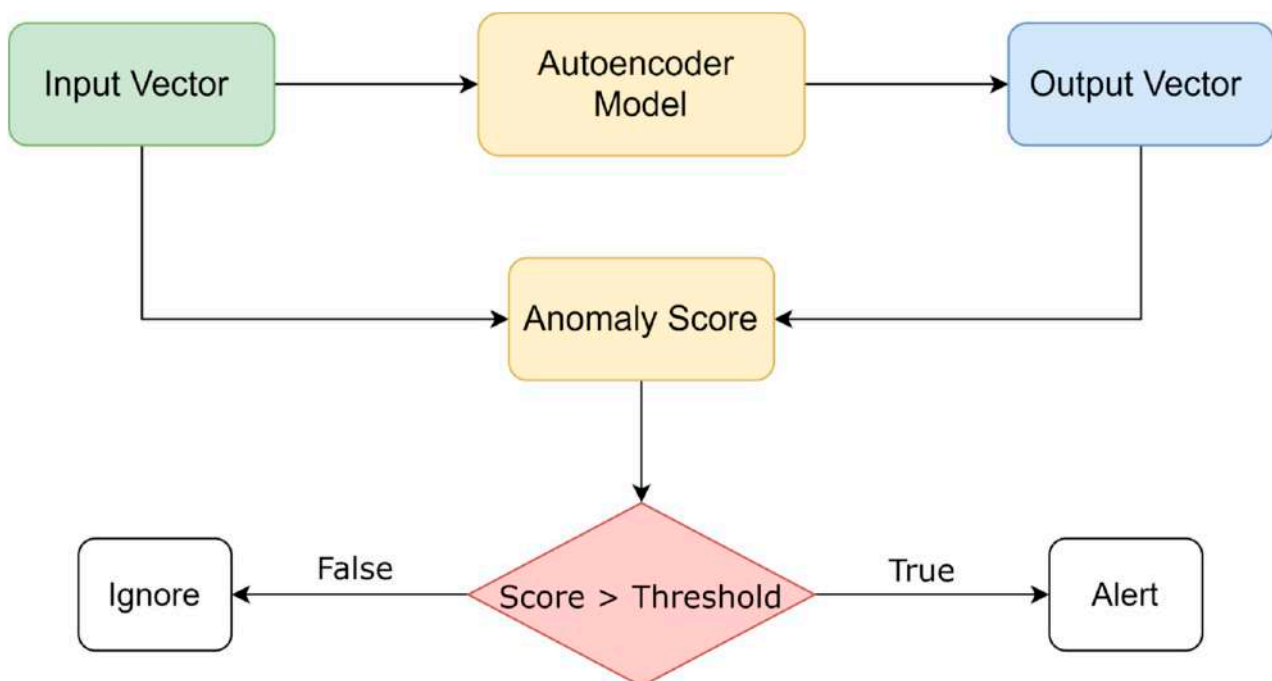 Input Vector
Autoencoder
Model
Output Vector
Anomaly Score
False
True
Ignore
Score > Threshold
Alert